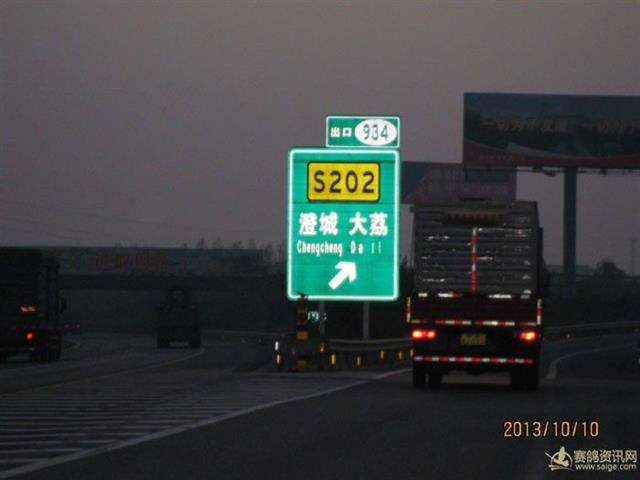 出口 934
S202
澄城 大荔
Chengcheng Dali
2013/10/10
赛鸽资讯网
www.saige.com